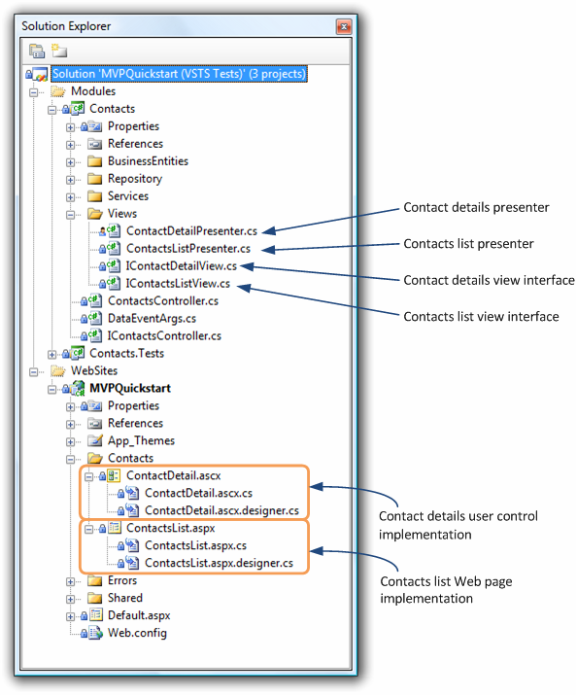 Solution Explorer
Solution 'MVPQuickstart (VSTS Tests)' (3 projects)
Modules
Contacts
Properties
References
BusinessEntities
Repository
Services
Views
ContactDetailPresenter.cs
ContactsListPresenter.cs
IContactDetailView.cs
IContactsListView.cs
ContactsController.cs
DataEventArgs.cs
IContactsController.cs
Contacts.Tests
WebSites
MVPQuickstart
Properties
References
App_Themes
Contacts
ContactDetail.ascx
ContactDetail.ascx.cs
ContactDetail.ascx.designer.cs
ContactsList.aspx
ContactsList.aspx.cs
ContactsList.aspx.designer.cs
Errors
Shared
Default.aspx
Web.config
Contact details presenter
Contacts list presenter
Contact details view interface
Contacts list view interface
Contact details user control
implementation
Contacts list Web page
implementation